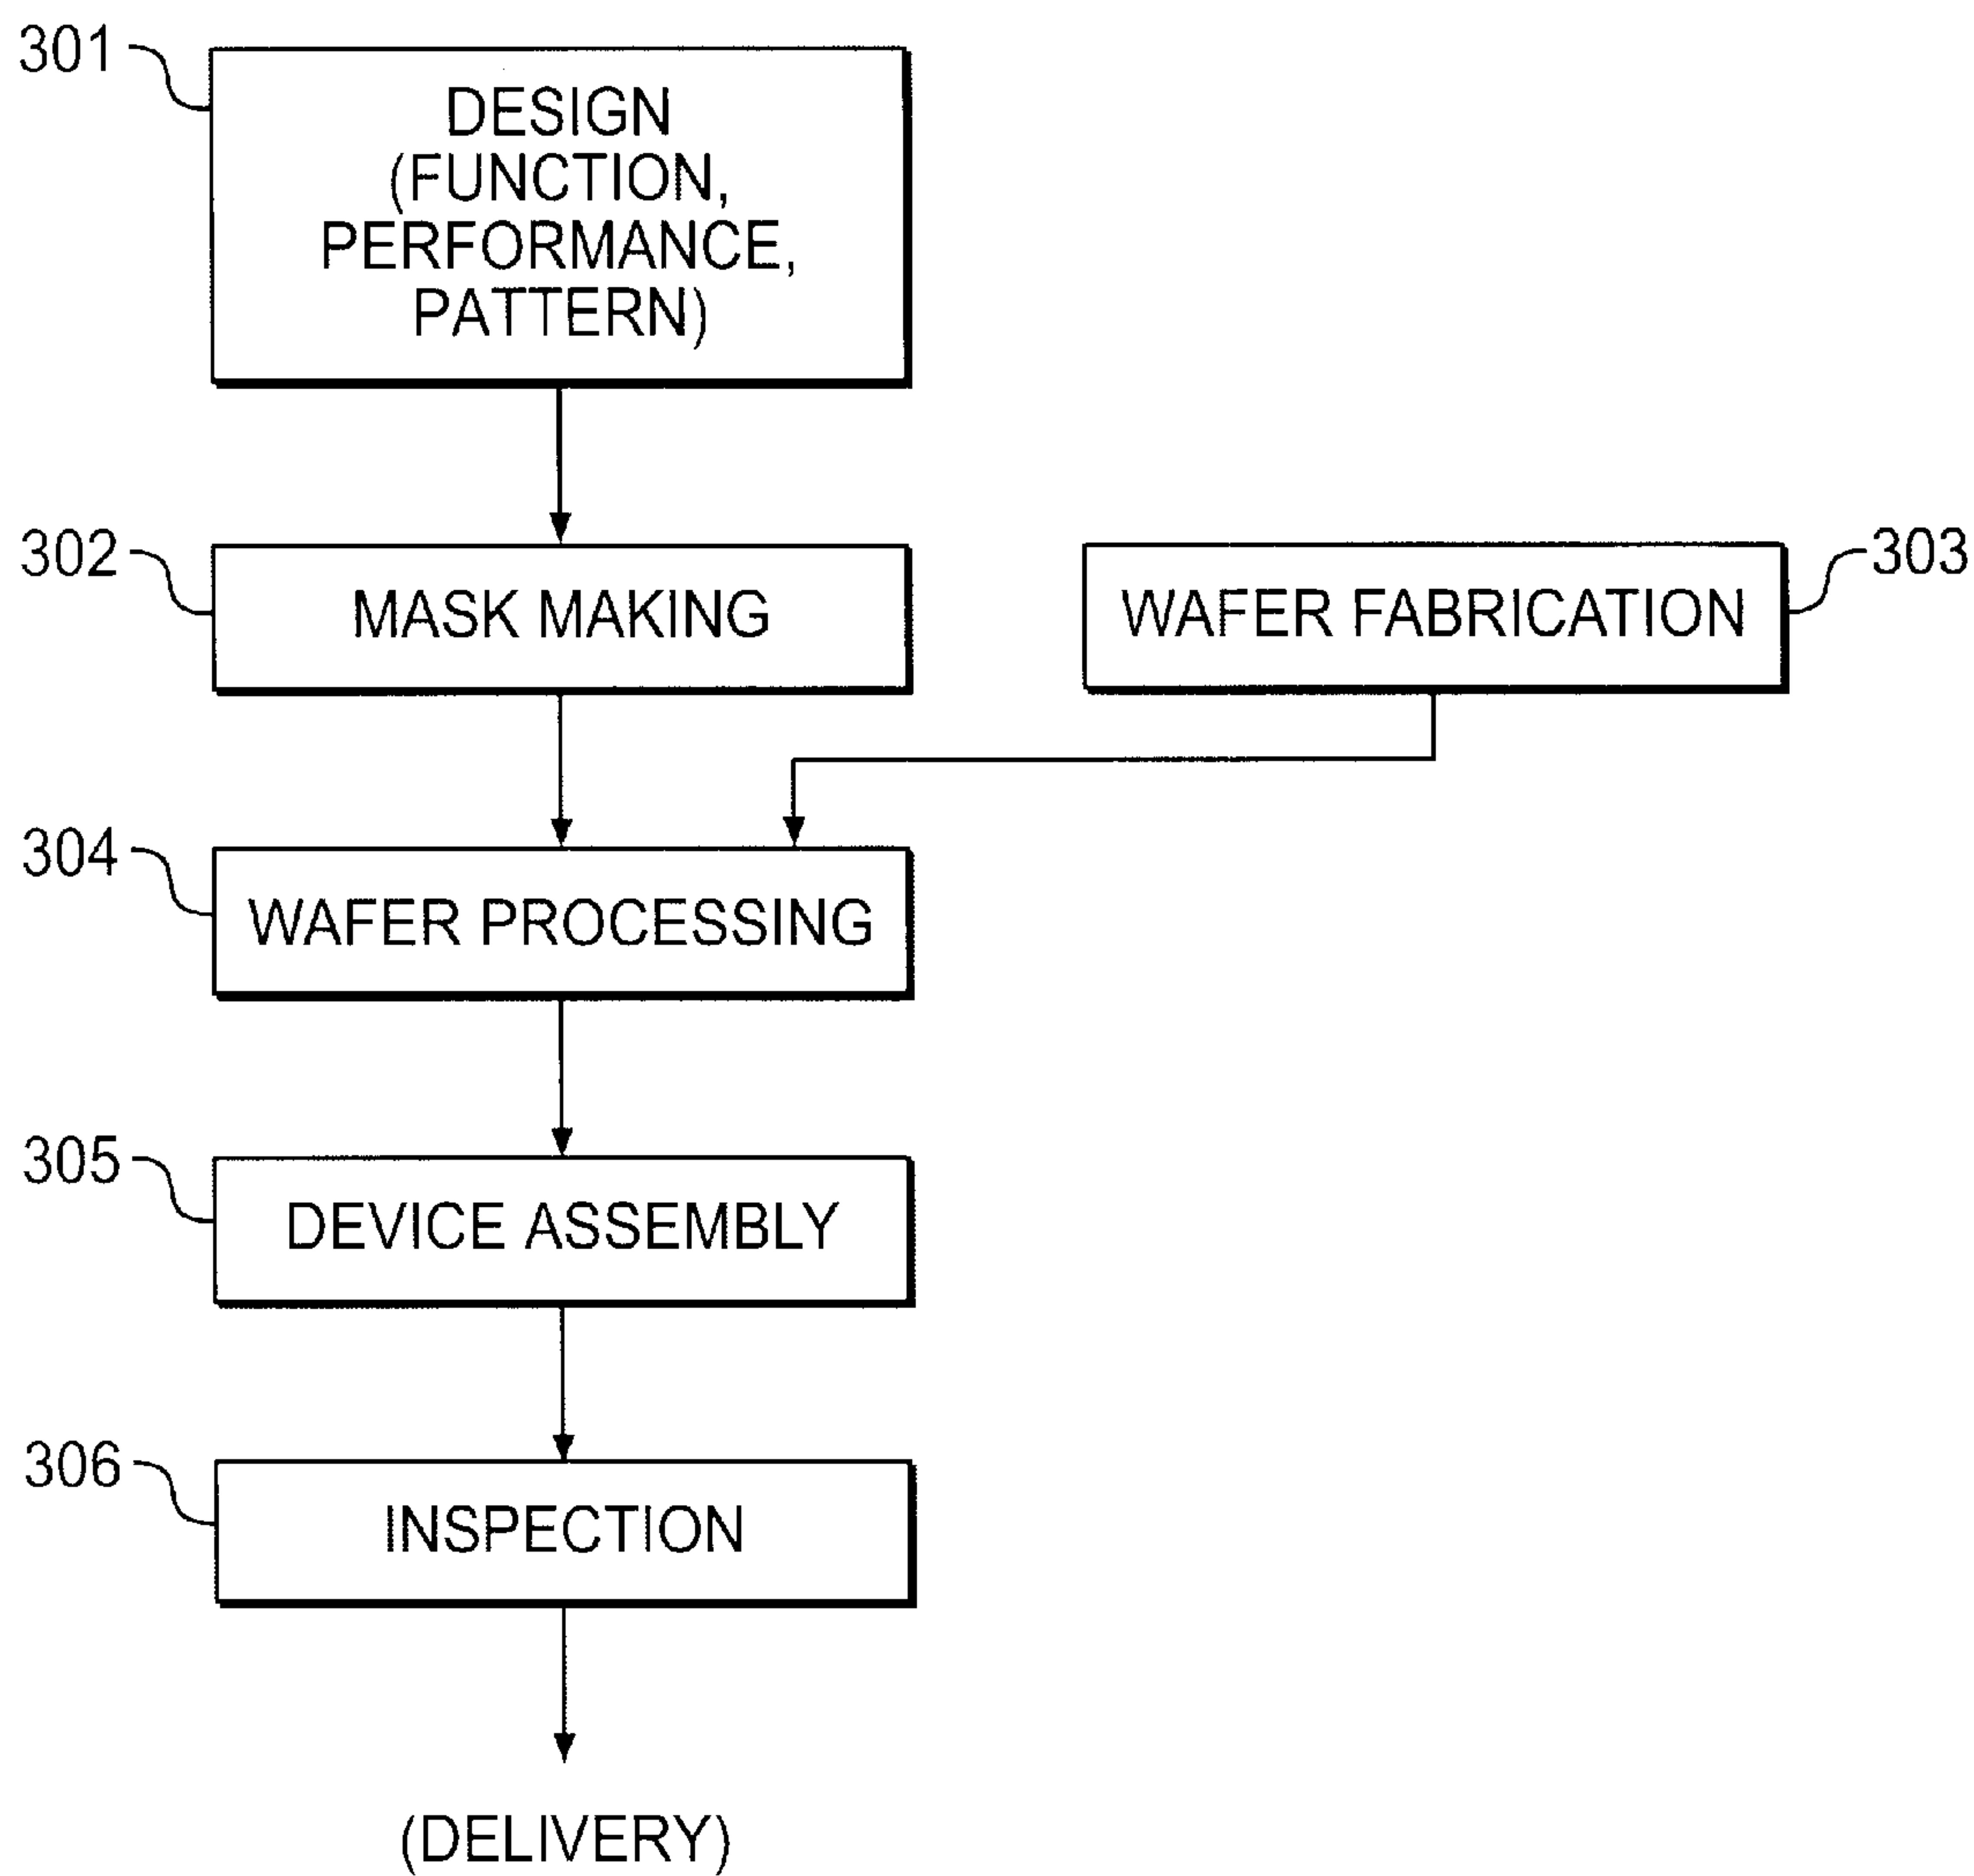 301
DESIGN
(FUNCTION,
PERFORMANCE,
PATTERN)
302
MASK MAKING
WAFER FABRICATION
303
304
WAFER PROCESSING
305
DEVICE ASSEMBLY
306
INSPECTION
(DELIVERY)